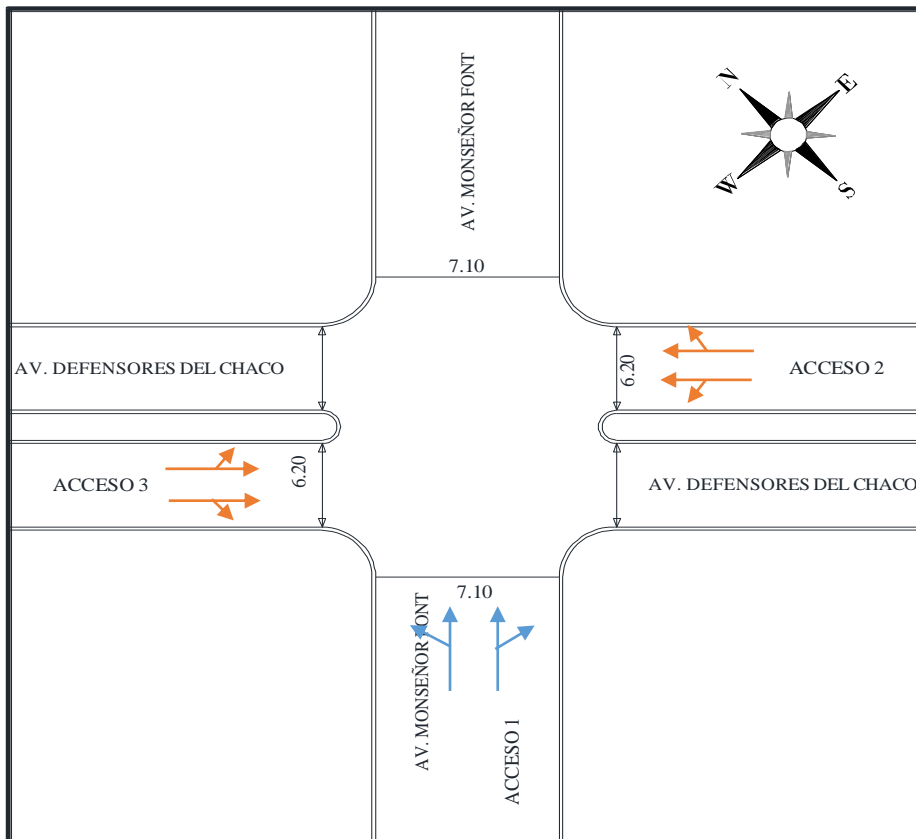 AV. MONSEÑOR FONT
N
E
W
S
7.10
AV. DEFENSORES DEL CHACO
6.20
ACCESO 2
ACCESO 3
6.20
AV. DEFENSORES DEL CHACO
7.10
AV. MONSEÑOR FONT
ACCESO 1